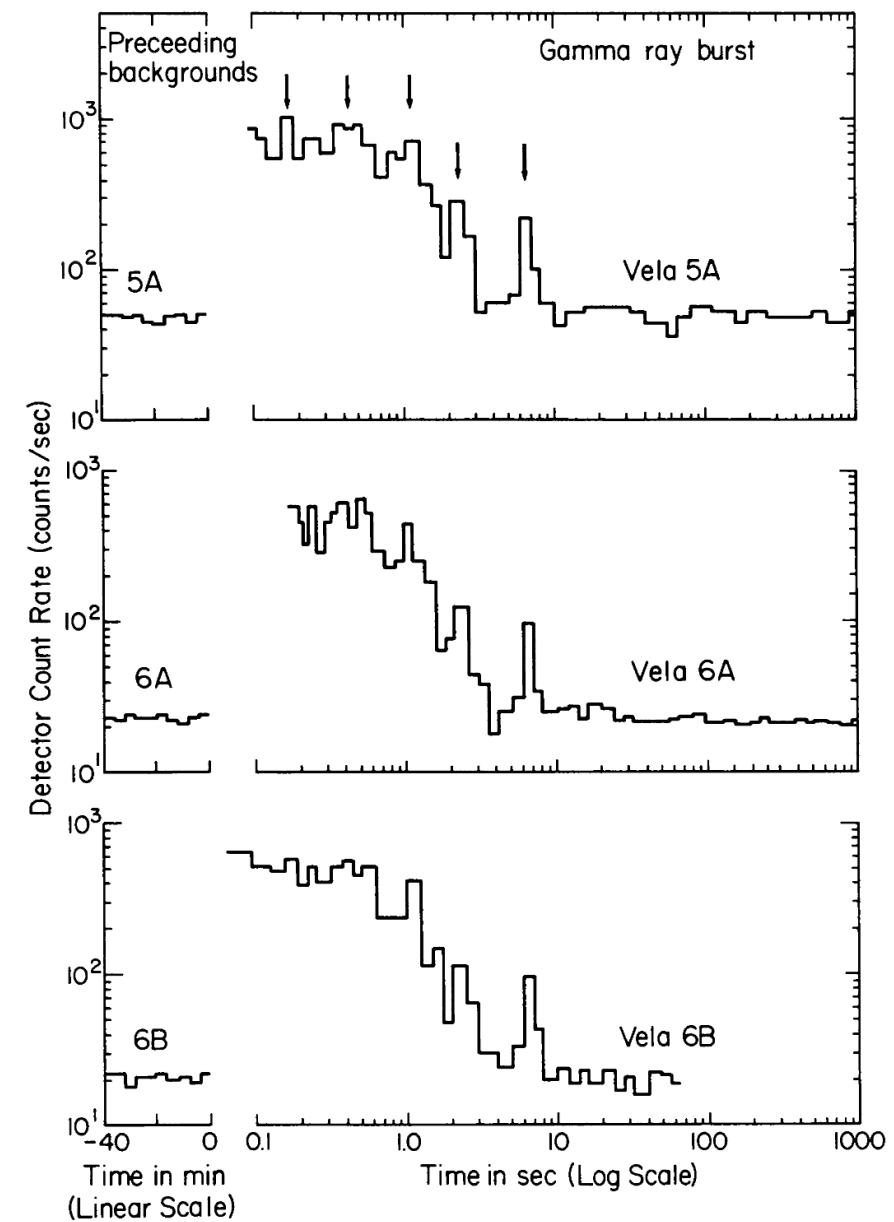 Preceeding
backgrounds
Gamma ray burst
10³
10²
10¹
5A
Vela 5A
Detector Count Rate (counts/sec)
10³
10²
10¹
6A
Vela 6A
10³
10²
10¹
6B
Vela 6B
-40 0 0.1 1.0 10 100 1000
Time in min
(Linear Scale)
Time in sec (Log Scale)